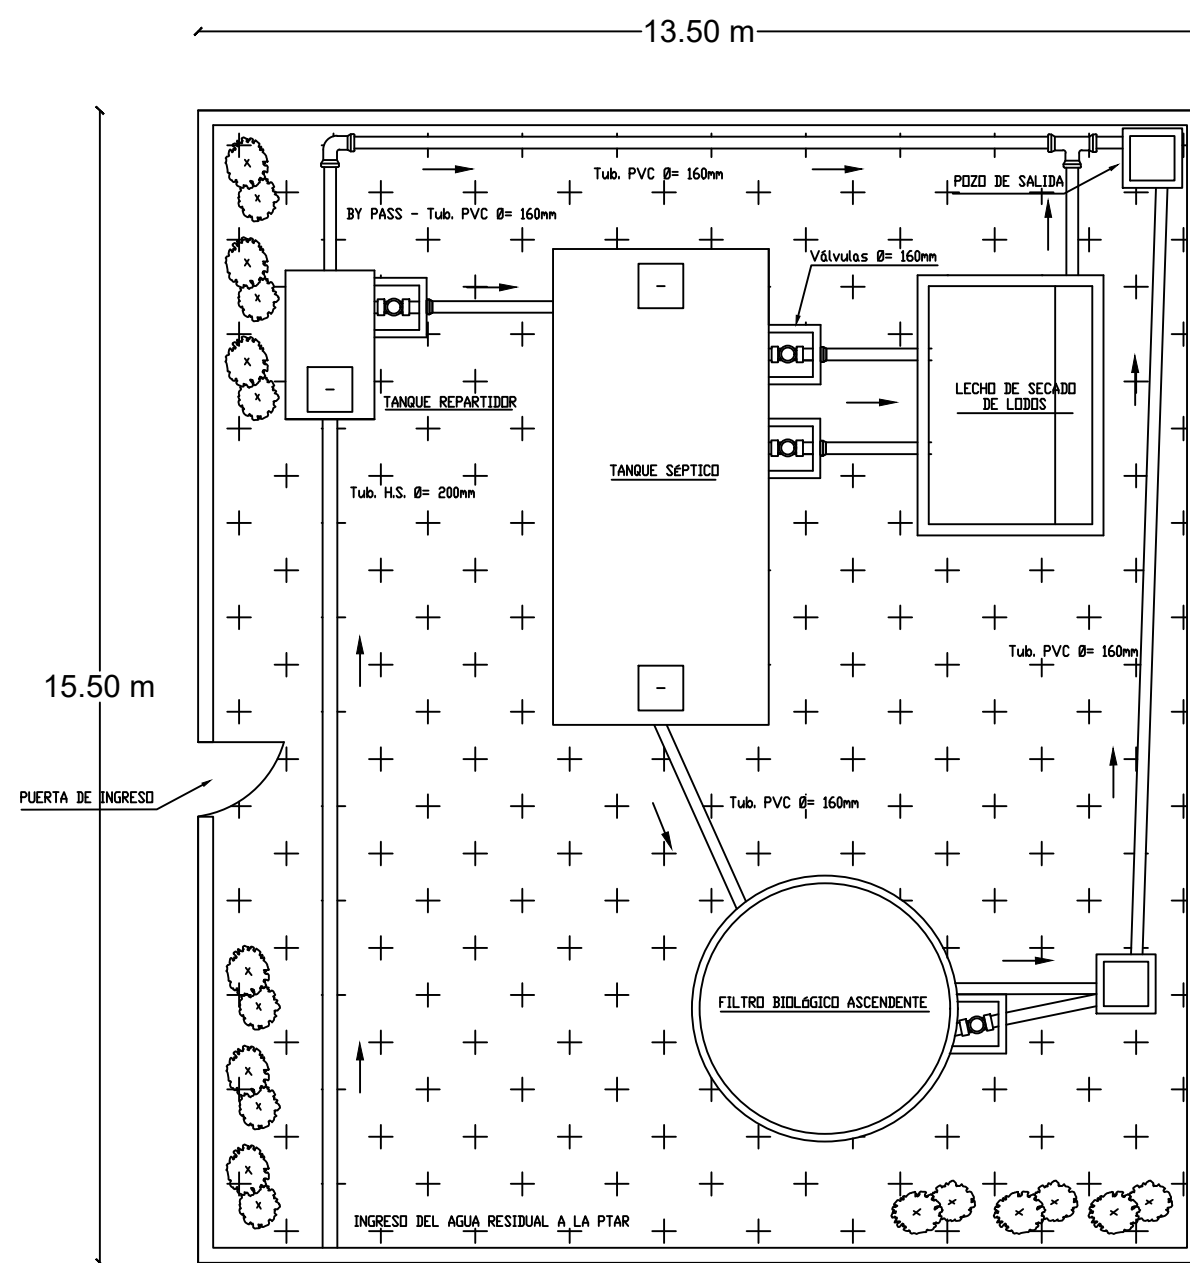 13.50 m
Tub. PVC Ø= 160mm
POZO DE SALIDA
BY PASS - Tub. PVC Ø= 160mm
Válvulas Ø= 160mm
LECHO DE SECADO
DE LODOS
TANQUE REPARTIDOR
TANQUE SÉPTICO
Tub. H.S. Ø= 200mm
Tub. PVC Ø= 160mm
15.50 m
PUERTA DE INGRESO
Tub. PVC Ø= 160mm
FILTRO BIOLÓGICO ASCENDENTE
INGRESO DEL AGUA RESIDUAL A LA PTAR